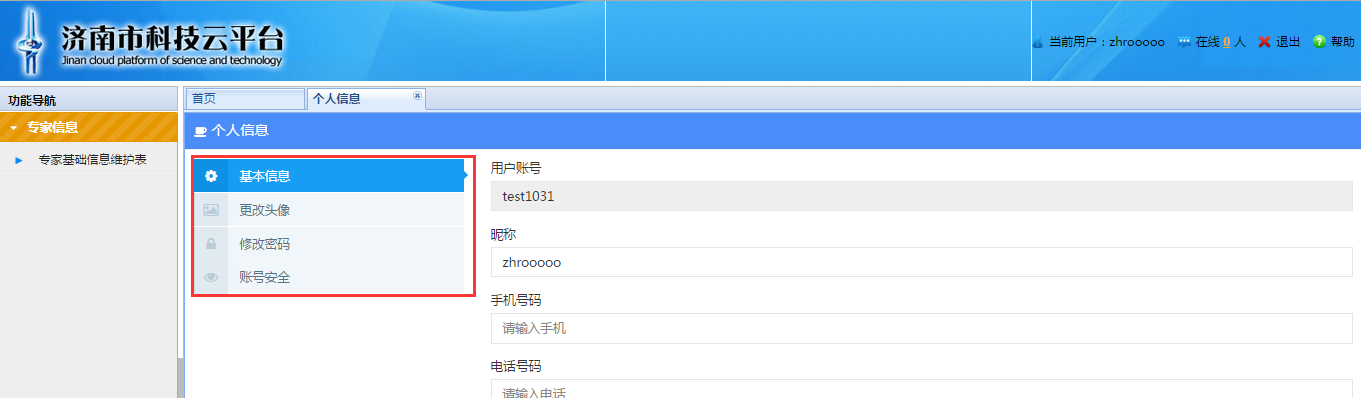 济南市科技云平台
Jinan cloud platform of science and technology
当前用户：zhrooooo 在线 0 人 退出 帮助
功能导航
首页 个人信息
专家信息
个人信息
专家基础信息维护表
基本信息
更改头像
修改密码
账号安全
用户账号
test1031
昵称
zhrooooo
手机号码
请输入手机
电话号码
请输入电话